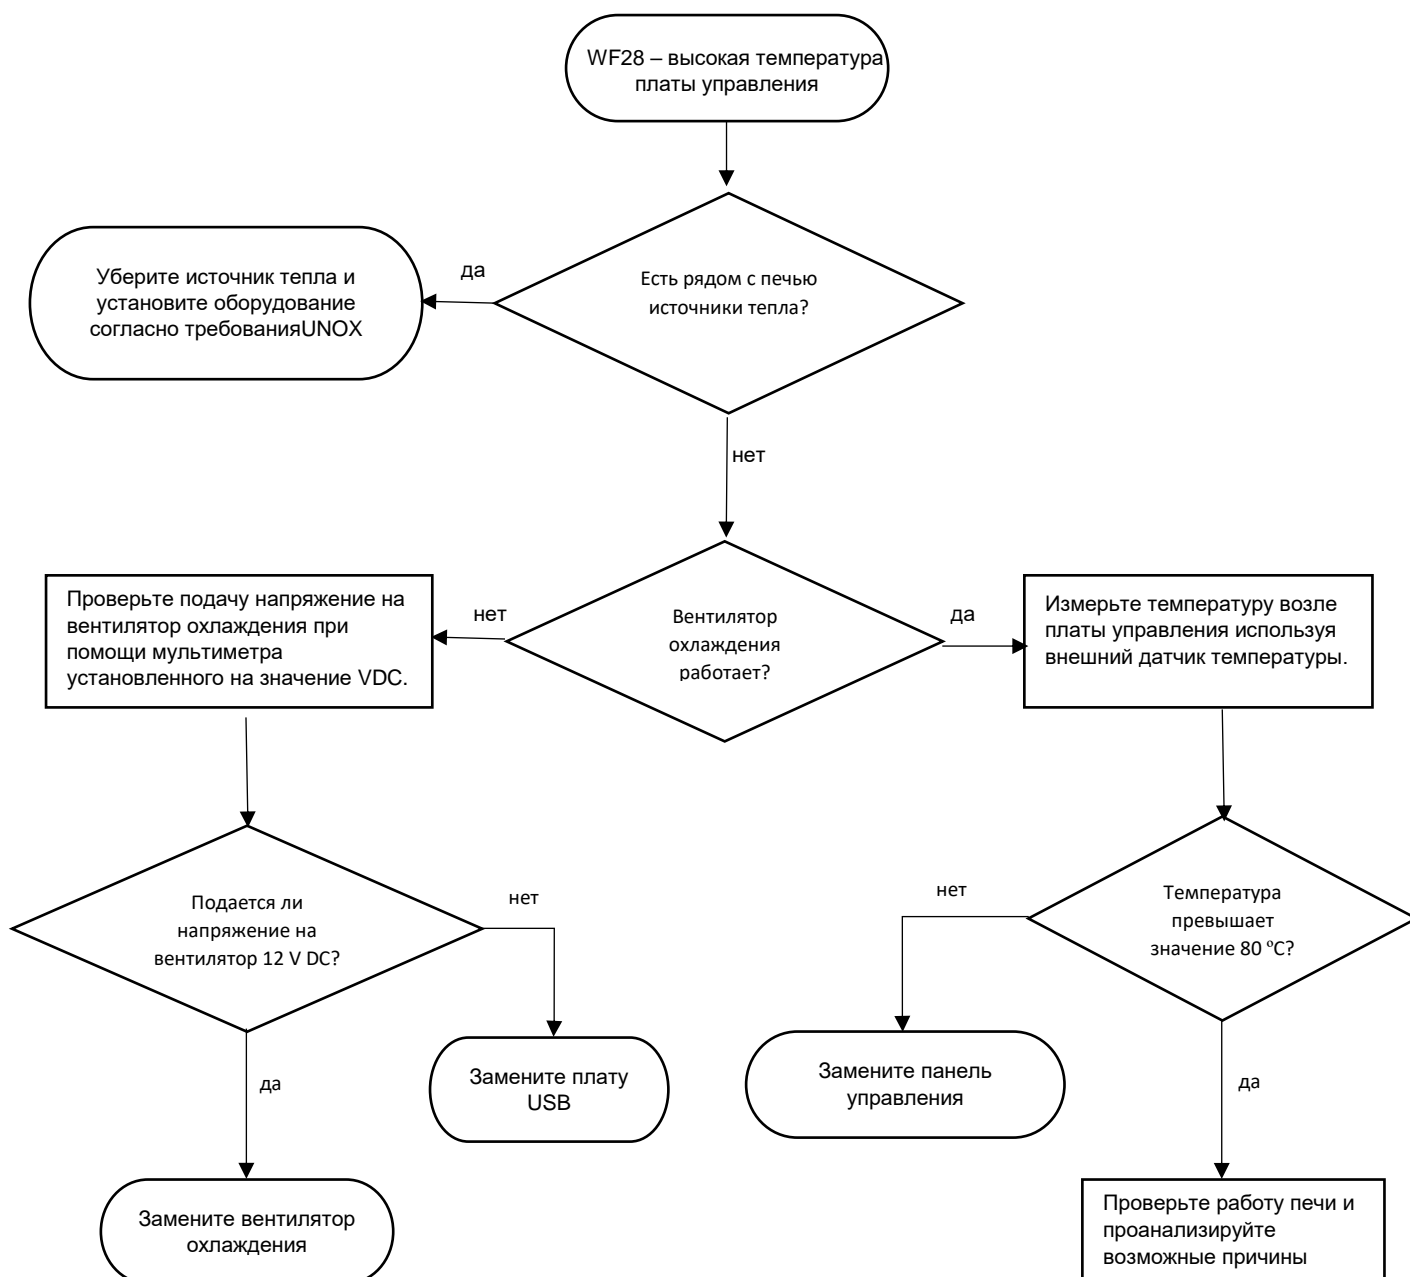 WF28 – высокая температура
платы управления
Уберите источник тепла и
установите оборудование
согласно требованияUNOX
да
Есть рядом с печью
источники тепла?
нет
Проверьте подачу напряжение на
вентилятор охлаждения при
помощи мультиметра
установленного на значение VDC.
нет
Вентилятор
охлаждения
работает?
да
Измерьте температуру возле
платы управления используя
внешний датчик температуры.
Подается ли
напряжение на
вентилятор 12 V DC?
нет
нет
Температура
превышает
значение 80 ºC?
да
Замените плату
USB
Замените панель
управления
да
Замените вентилятор
охлаждения
Проверьте работу печи и
проанализируйте
возможные причины